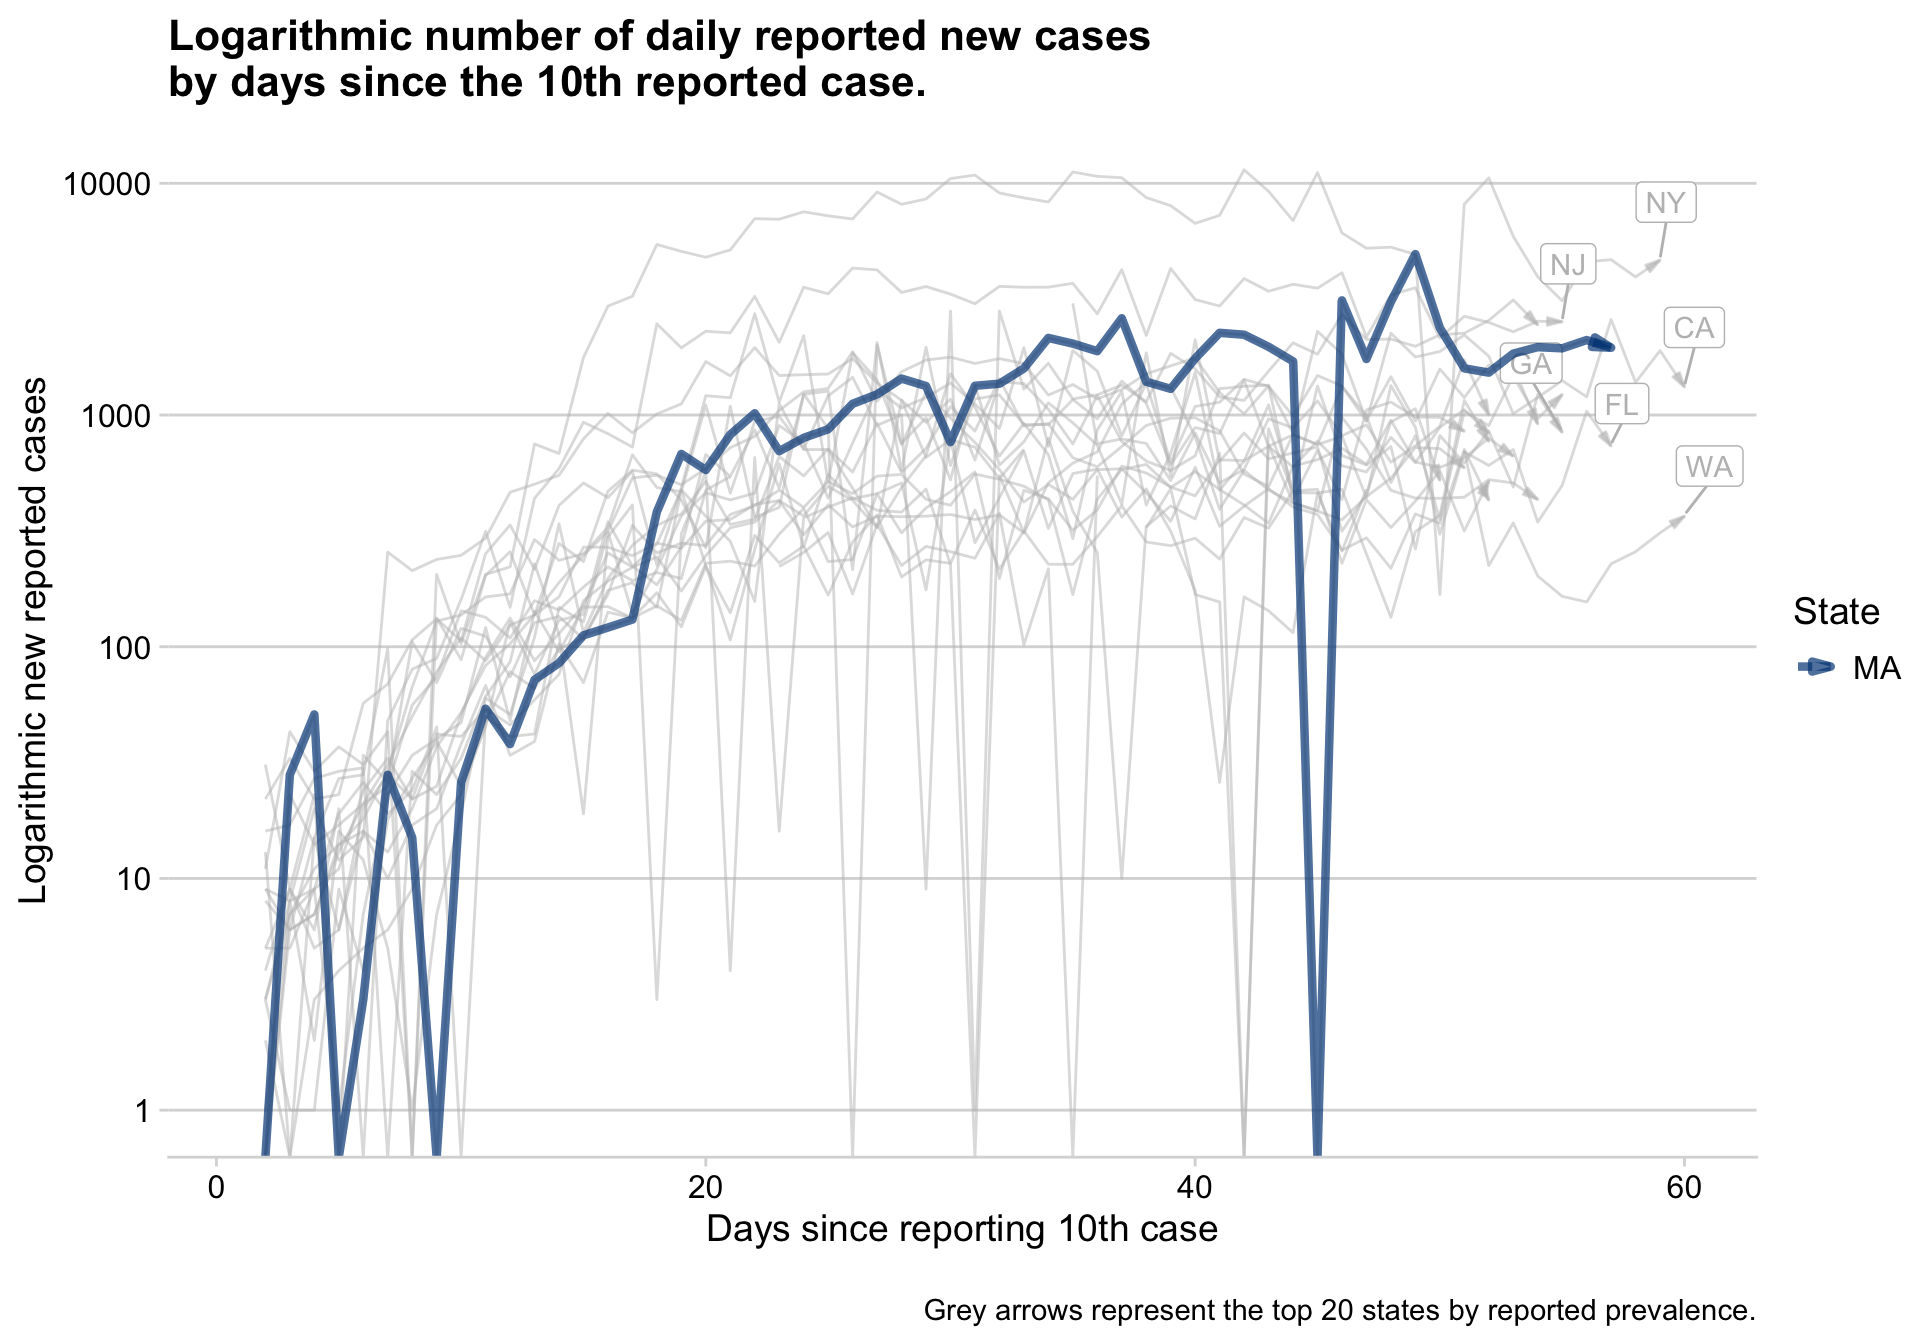 Logarithmic number of daily reported new cases
by days since the 10th reported case.
Logarithmic new reported cases
10000
1000
100
10
1
NY
NJ
CA
GA
FL
WA
State
MA
0
20
40
60
Days since reporting 10th case
Grey arrows represent the top 20 states by reported prevalence.